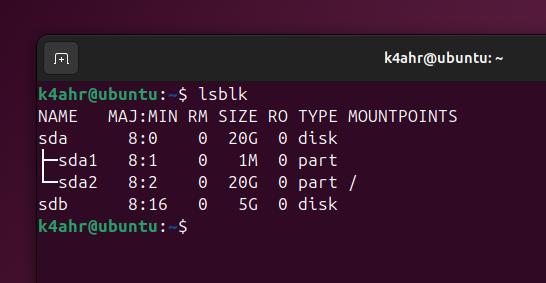 k4ahr@ubuntu: ~
k4ahr@ubuntu:~$ lsblk
NAME   MAJ:MIN RM  SIZE RO TYPE MOUNTPOINTS
sda      8:0    0   20G  0 disk
├─sda1   8:1    0    1M  0 part
└─sda2   8:2    0   20G  0 part /
sdb      8:16   0    5G  0 disk
k4ahr@ubuntu:~$